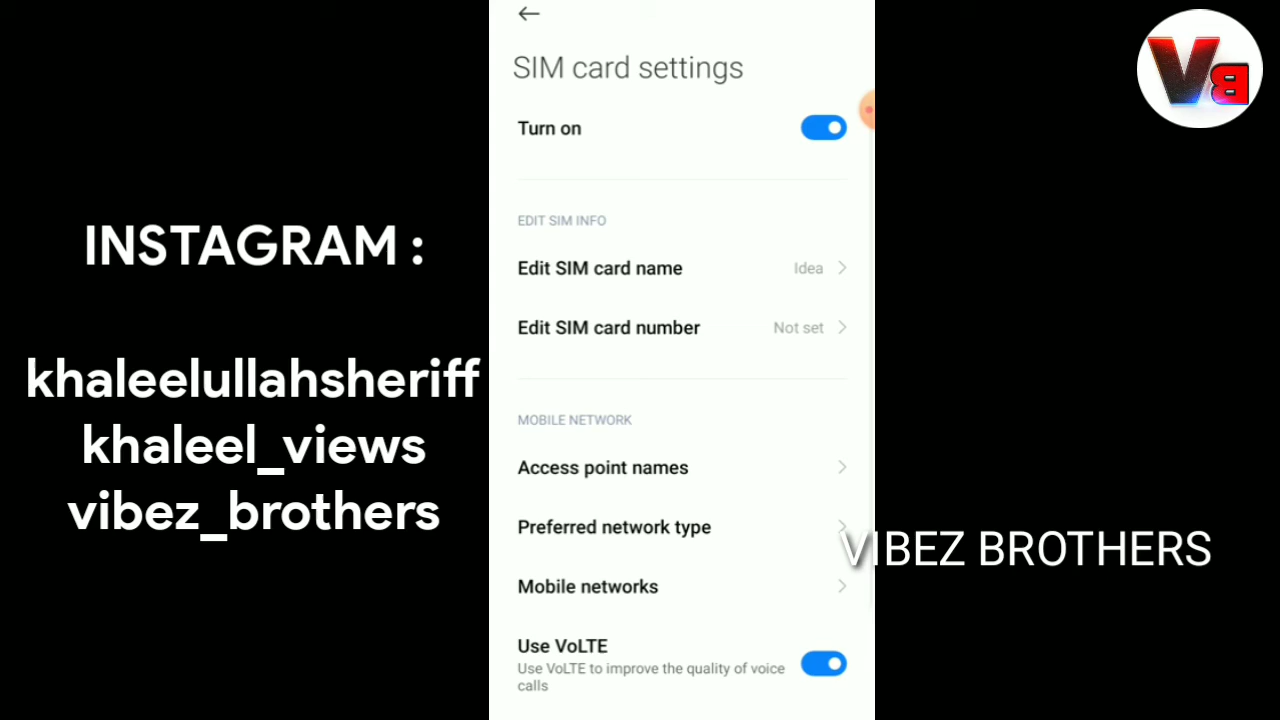 VB
SIM card settings
Turn on
EDIT SIM INFO
Edit SIM card name Idea
Edit SIM card number Not set
MOBILE NETWORK
Access point names
Preferred network type
Mobile networks
Use VoLTE
Use VoLTE to improve the quality of voice
calls
INSTAGRAM :
khaleelullahsheriff
khaleel_views
vibez_brothers
VIBEZ BROTHERS